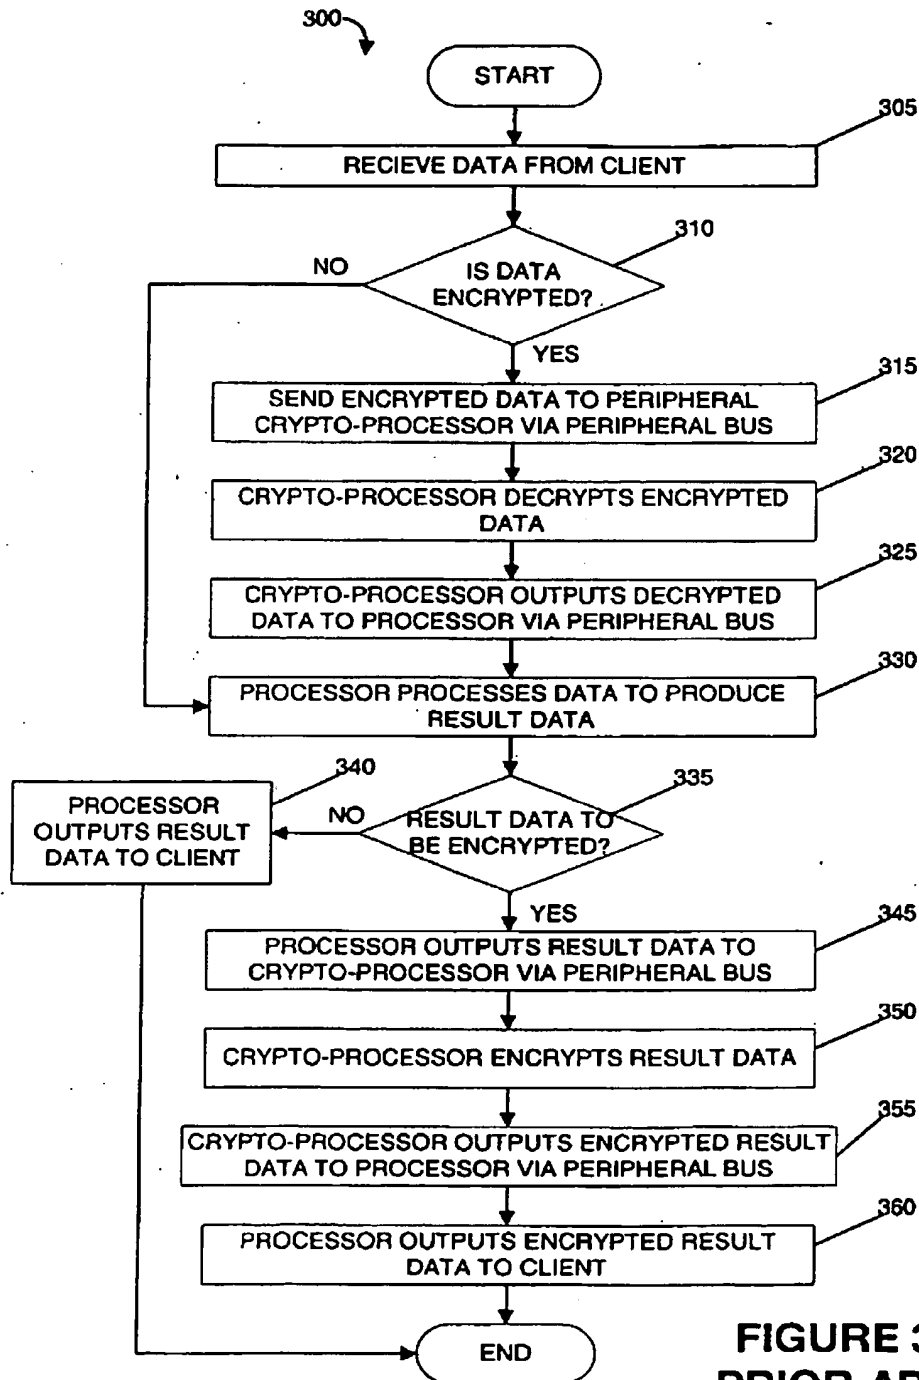 300
START
305
RECIEVE DATA FROM CLIENT
310
NO
IS DATA
ENCRYPTED?
YES
315
SEND ENCRYPTED DATA TO PERIPHERAL
CRYPTO-PROCESSOR VIA PERIPHERAL BUS
320
CRYPTO-PROCESSOR DECRYPTS ENCRYPTED
DATA
325
CRYPTO-PROCESSOR OUTPUTS DECRYPTED
DATA TO PROCESSOR VIA PERIPHERAL BUS
330
PROCESSOR PROCESSES DATA TO PRODUCE
RESULT DATA
340
PROCESSOR
OUTPUTS RESULT
DATA TO CLIENT
335
NO
RESULT DATA TO
BE ENCRYPTED?
YES
345
PROCESSOR OUTPUTS RESULT DATA TO
CRYPTO-PROCESSOR VIA PERIPHERAL BUS
350
CRYPTO-PROCESSOR ENCRYPTS RESULT DATA
355
CRYPTO-PROCESSOR OUTPUTS ENCRYPTED RESULT
DATA TO PROCESSOR VIA PERIPHERAL BUS
360
PROCESSOR OUTPUTS ENCRYPTED RESULT
DATA TO CLIENT
END
FIGURE 3
PRIOR